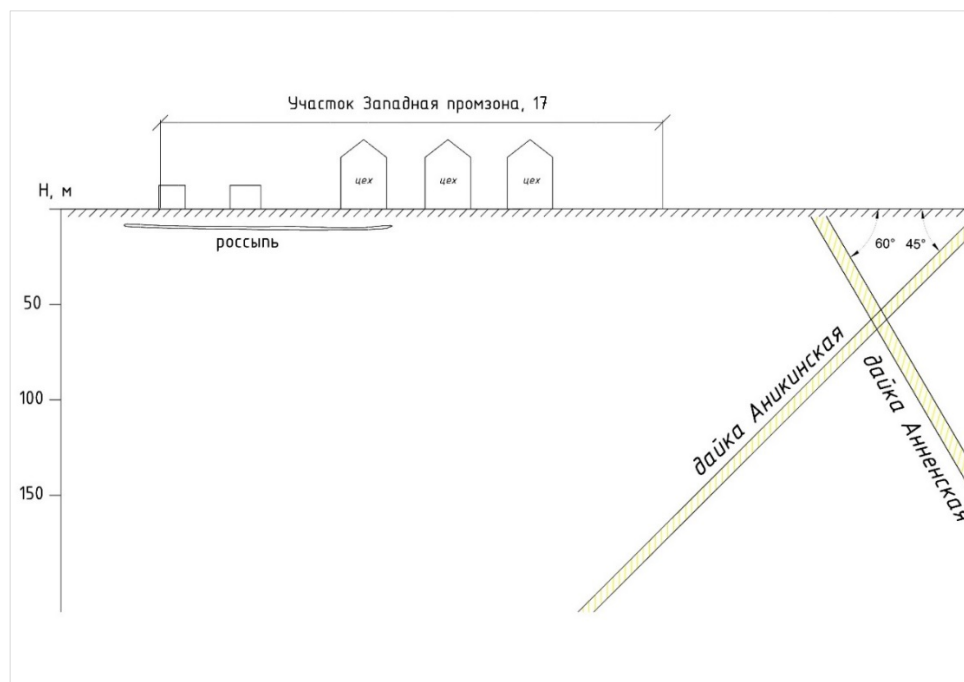 Участок Западная промзона, 17
цех цех цех
Н, м
россыпь
60° 45°
50
100
150
дайка Аникинская
дайка Анненская